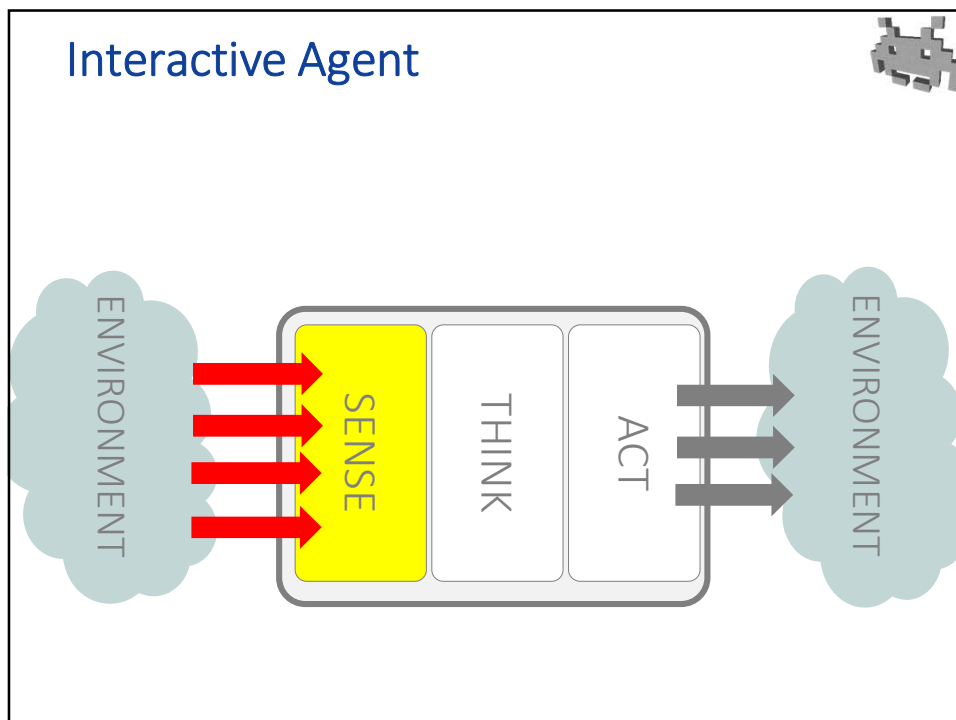 Interactive Agent
ENVIRONMENT
SENSE
THINK
ACT
ENVIRONMENT